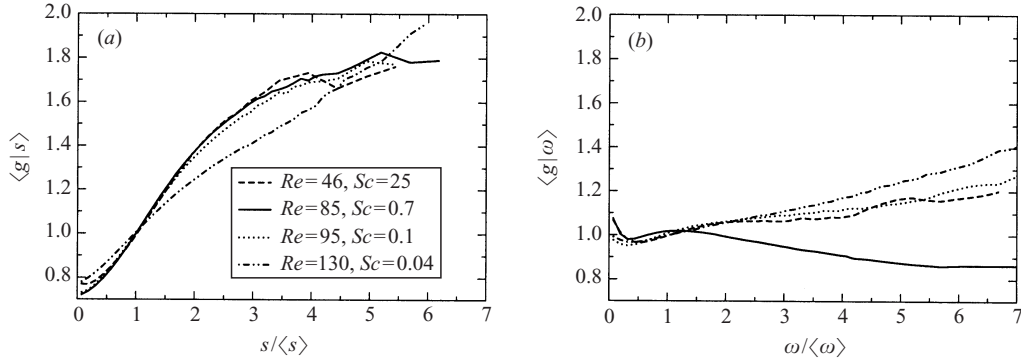 (a)
2.0
1.8
1.6
1.4
1.2
1.0
0.8
⟨g|s⟩
Re=46, Sc=25
Re=85, Sc=0.7
Re=95, Sc=0.1
Re=130, Sc=0.04
0 1 2 3 4 5 6 7
s/⟨s⟩
(b)
2.0
1.8
1.6
1.4
1.2
1.0
0.8
⟨g|ω⟩
0 1 2 3 4 5 6 7
ω/⟨ω⟩